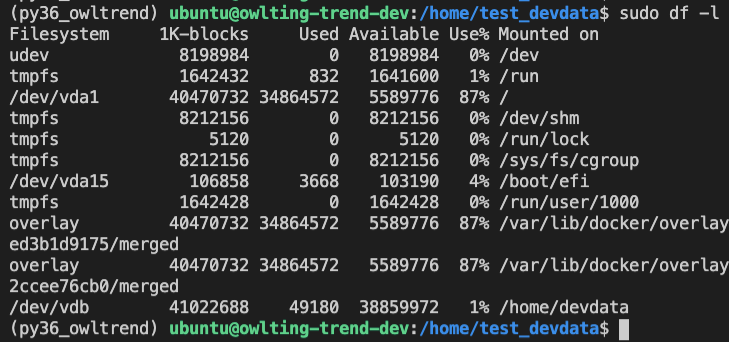 (py36_owltrend) ubuntu@owlting-trend-dev:/home/test_devdata$ sudo df -l
Filesystem     1K-blocks     Used Available Use% Mounted on
udev             8198984        0   8198984   0% /dev
tmpfs            1642432      832   1641600   1% /run
/dev/vda1       40470732 34864572   5589776  87% /
tmpfs            8212156        0   8212156   0% /dev/shm
tmpfs               5120        0      5120   0% /run/lock
tmpfs            8212156        0   8212156   0% /sys/fs/cgroup
/dev/vda15        106858     3668    103190   4% /boot/efi
tmpfs            1642428        0   1642428   0% /run/user/1000
overlay         40470732 34864572   5589776  87% /var/lib/docker/overlay
ed3b1d9175/merged
overlay         40470732 34864572   5589776  87% /var/lib/docker/overlay
2ccee76cb0/merged
/dev/vdb        41022688    49180  38859972   1% /home/devdata
(py36_owltrend) ubuntu@owlting-trend-dev:/home/test_devdata$